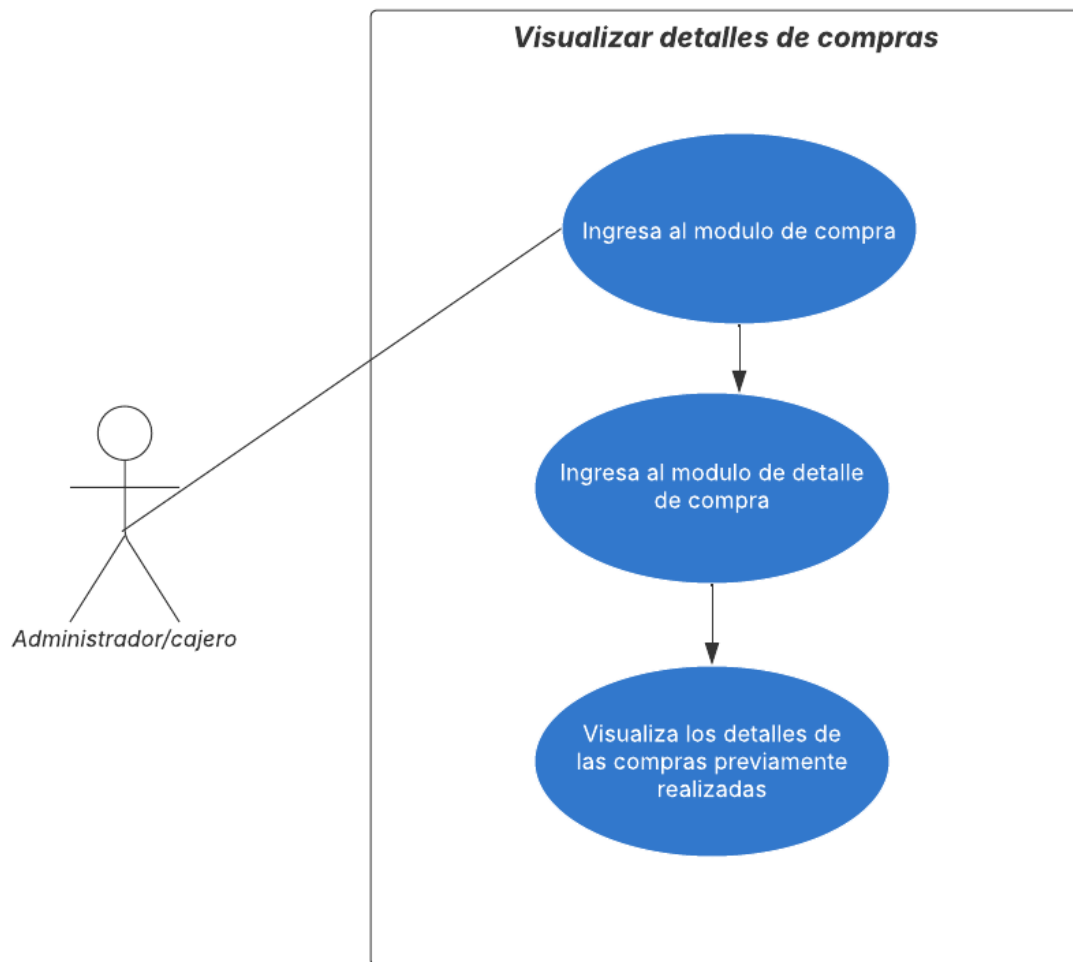 Visualizar detalles de compras
Ingresa al modulo de compra
Ingresa al modulo de detalle
de compra
Administrador/cajero
Visualiza los detalles de
las compras previamente
realizadas